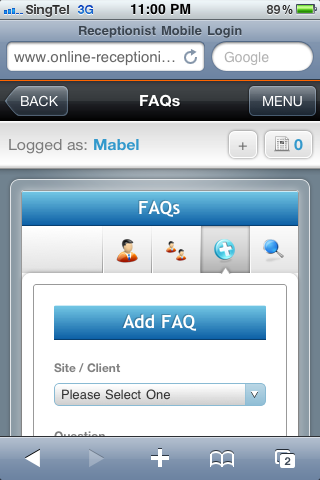 SingTel 3G 11:00 PM 89%
Receptionist Mobile Login
www.online-receptioni... Google
BACK FAQs MENU
Logged as: Mabel + 0
FAQs
Add FAQ
Site / Client
Please Select One
Question
2